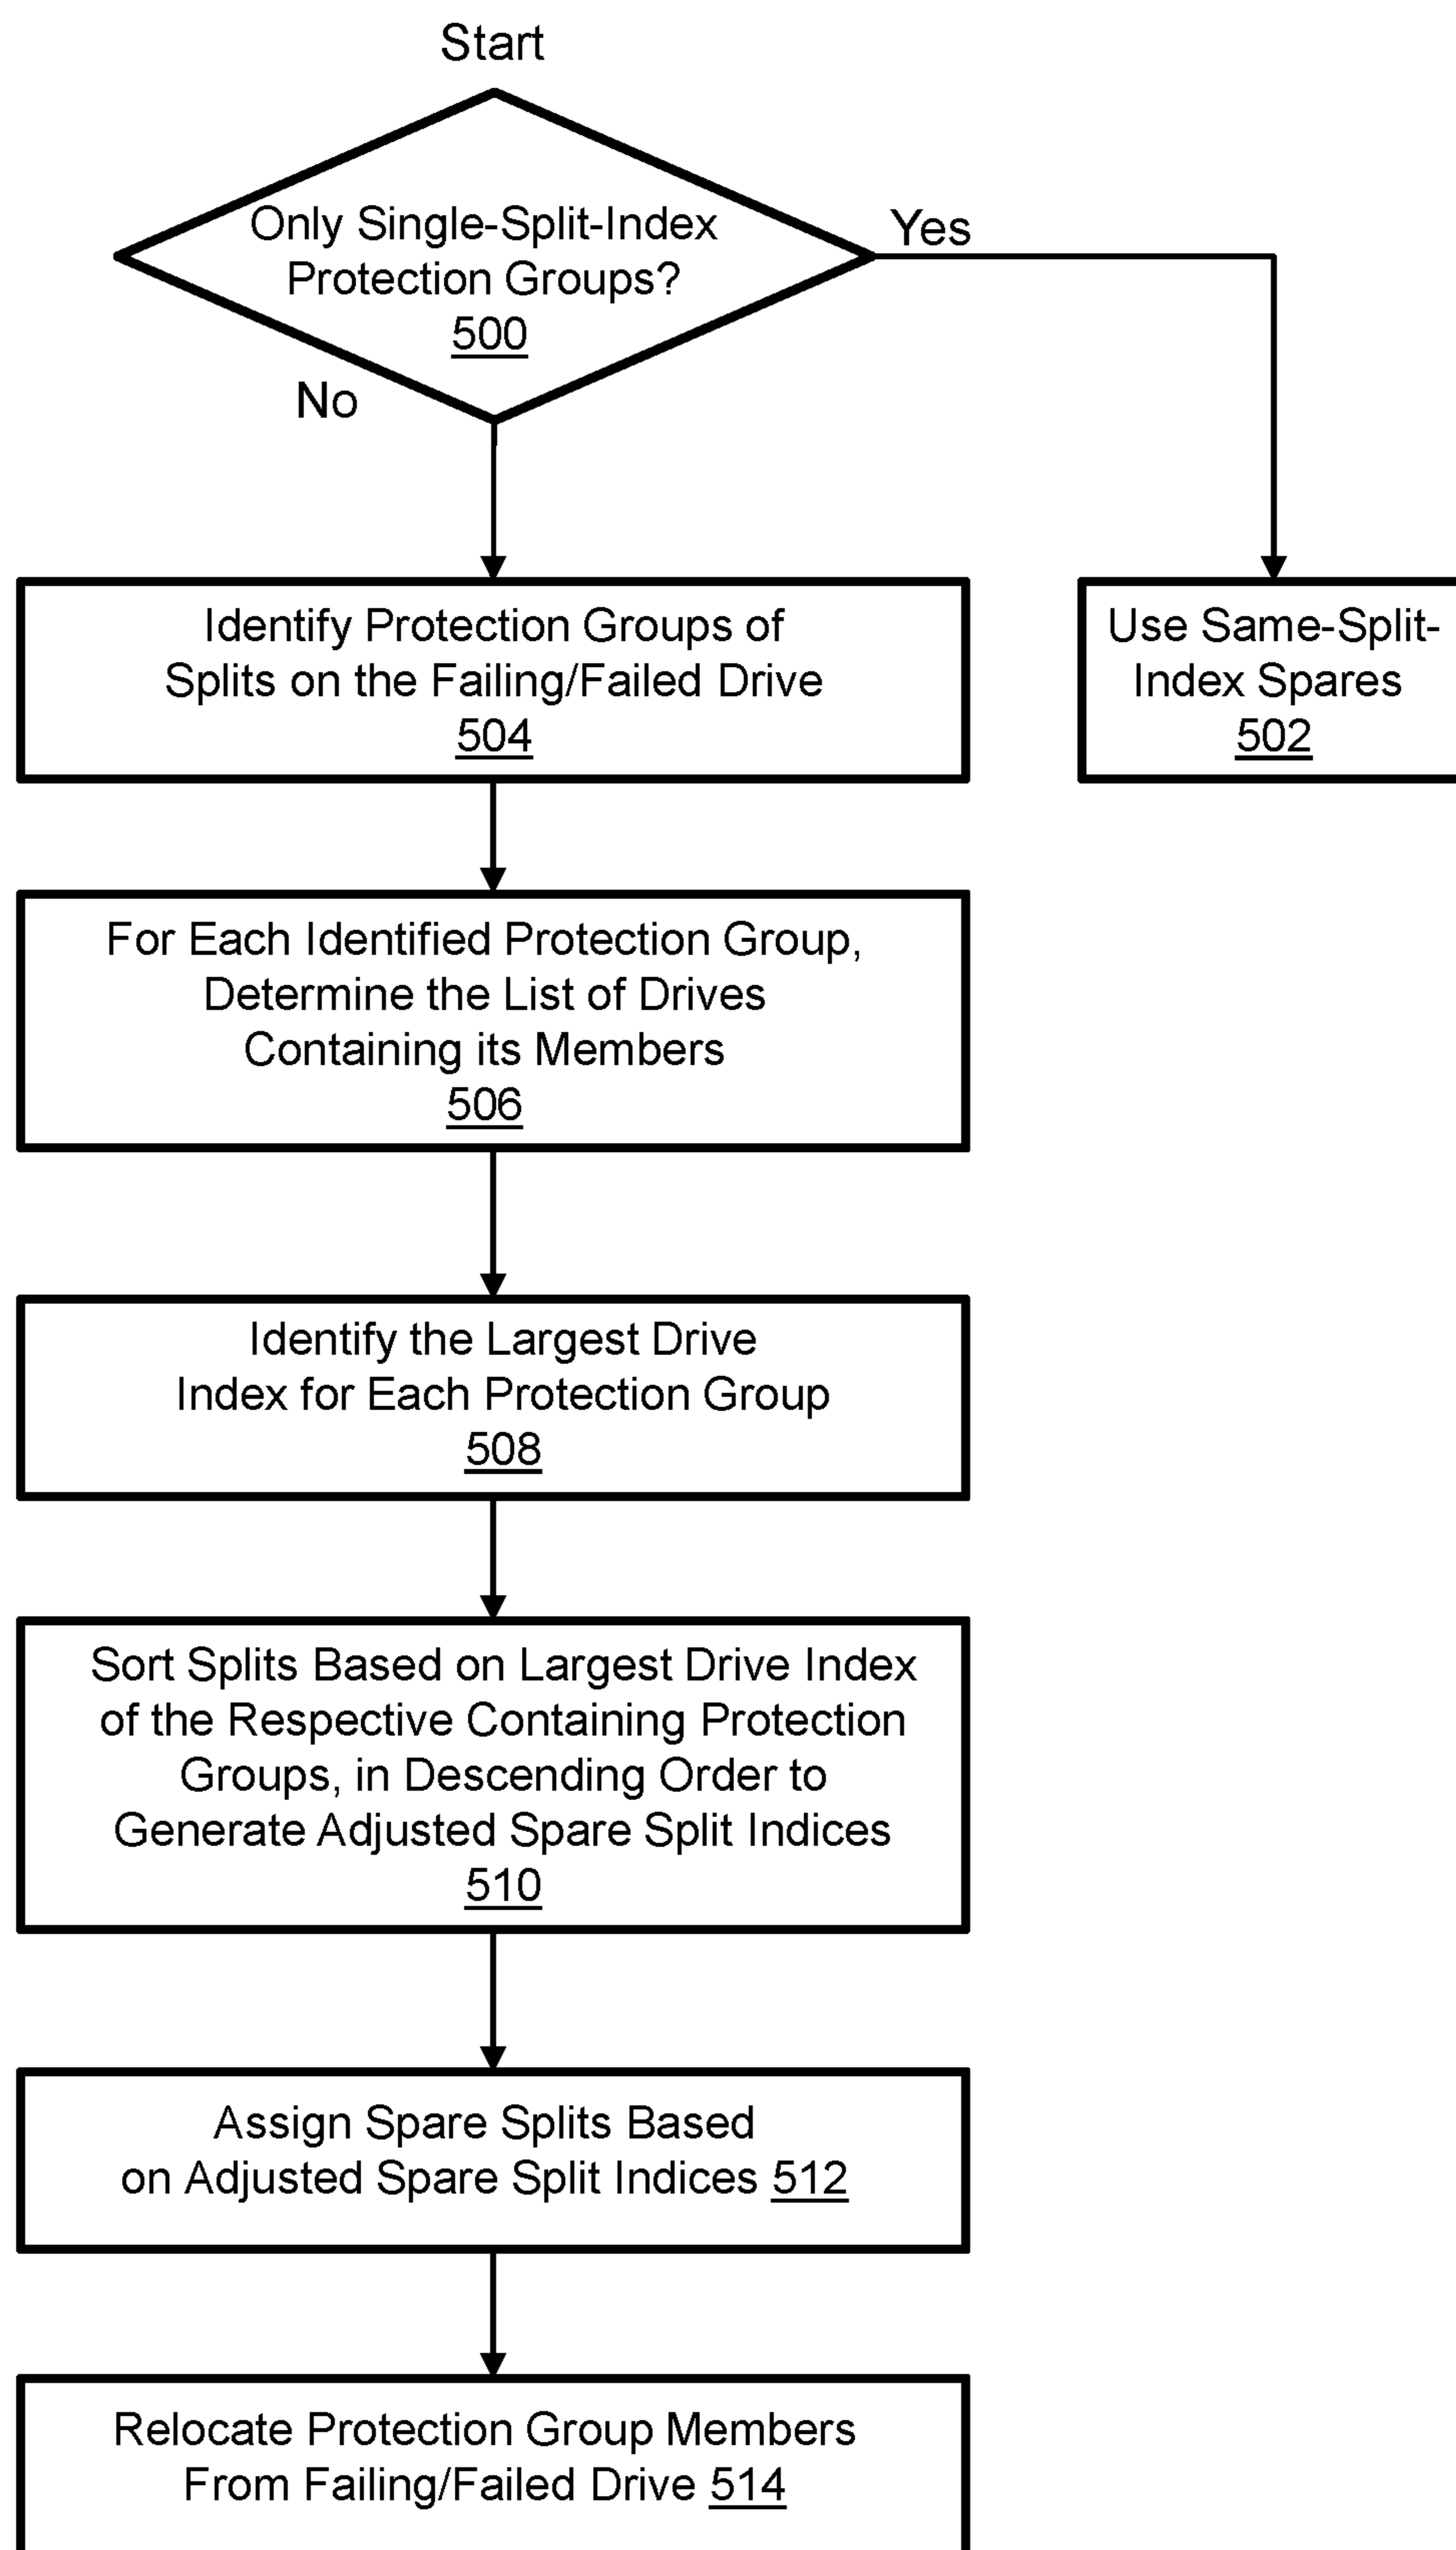 Start
Only Single-Split-Index
Protection Groups?
500
Yes
No
Identify Protection Groups of
Splits on the Failing/Failed Drive
504
Use Same-Split-
Index Spares
502
For Each Identified Protection Group,
Determine the List of Drives
Containing its Members
506
Identify the Largest Drive
Index for Each Protection Group
508
Sort Splits Based on Largest Drive Index
of the Respective Containing Protection
Groups, in Descending Order to
Generate Adjusted Spare Split Indices
510
Assign Spare Splits Based
on Adjusted Spare Split Indices 512
Relocate Protection Group Members
From Failing/Failed Drive 514